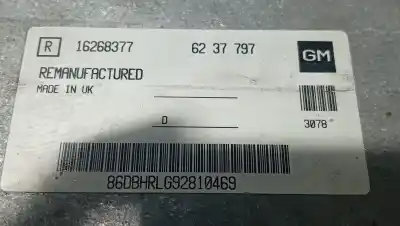 R 16268377 62 37 797 GM
REMANUFACTURED
MADE IN UK
D
3078
86DBHRLG92810469